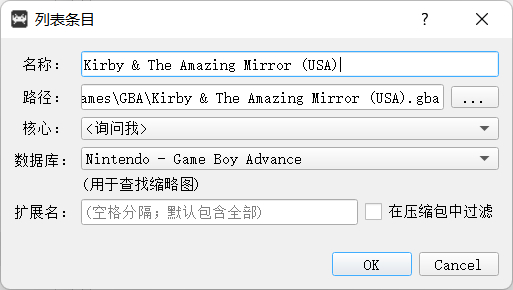 列表条目
名称: Kirby & The Amazing Mirror (USA)
路径: ames\GBA\Kirby & The Amazing Mirror (USA).gba ...
核心: <询问我>
数据库: Nintendo - Game Boy Advance
(用于查找缩略图)
扩展名: (空格分隔；默认包含全部) 在压缩包中过滤
OK Cancel